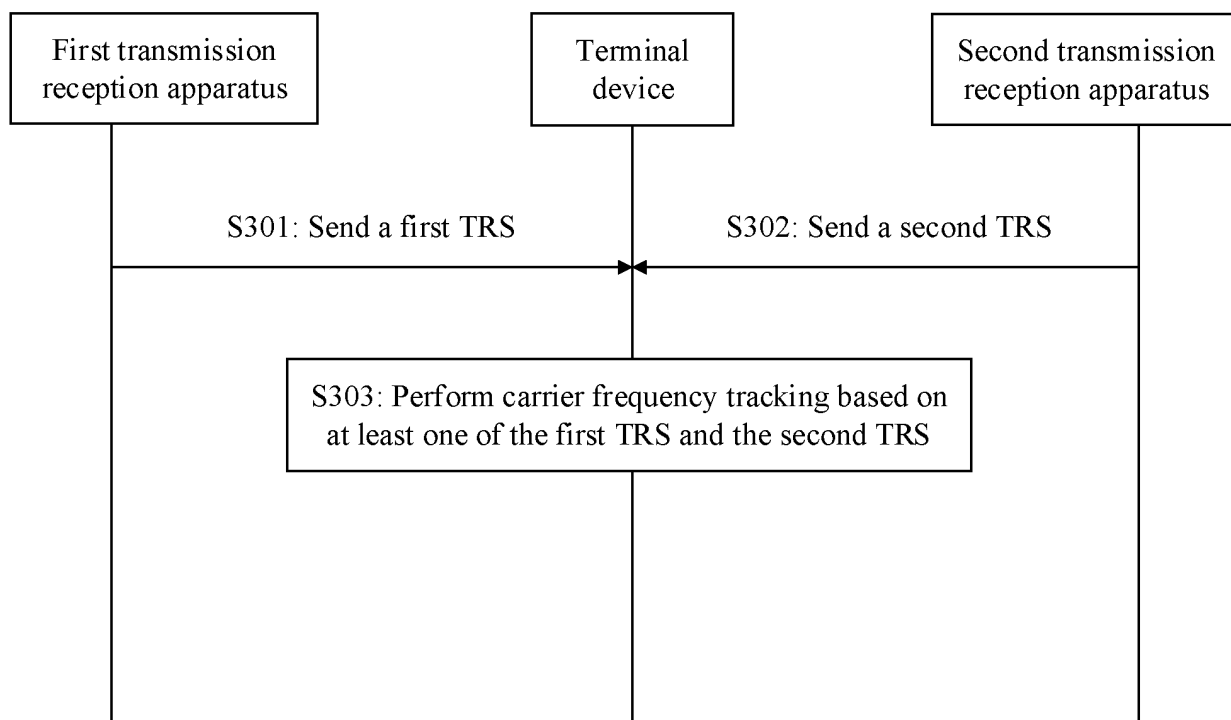 First transmission
reception apparatus
Terminal
device
Second transmission
reception apparatus
S301: Send a first TRS
S302: Send a second TRS
S303: Perform carrier frequency tracking based on
at least one of the first TRS and the second TRS